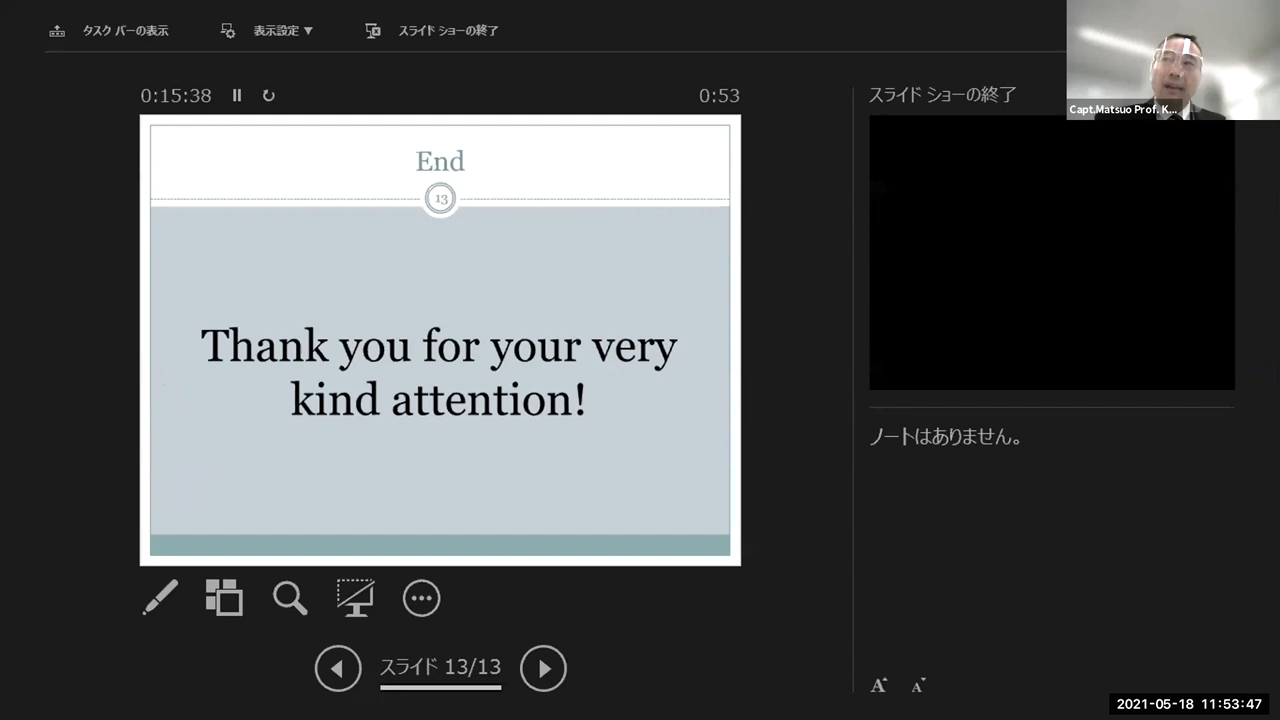 タスク バーの表示
表示設定▼
スライド ショーの終了
0:15:38
0:53
スライド ショーの終了
Capt.Matsuo Prof. K...
End
13
Thank you for your very
kind attention!
ノートはありません。
スライド 13/13
A A
2021-05-18 11:53:47